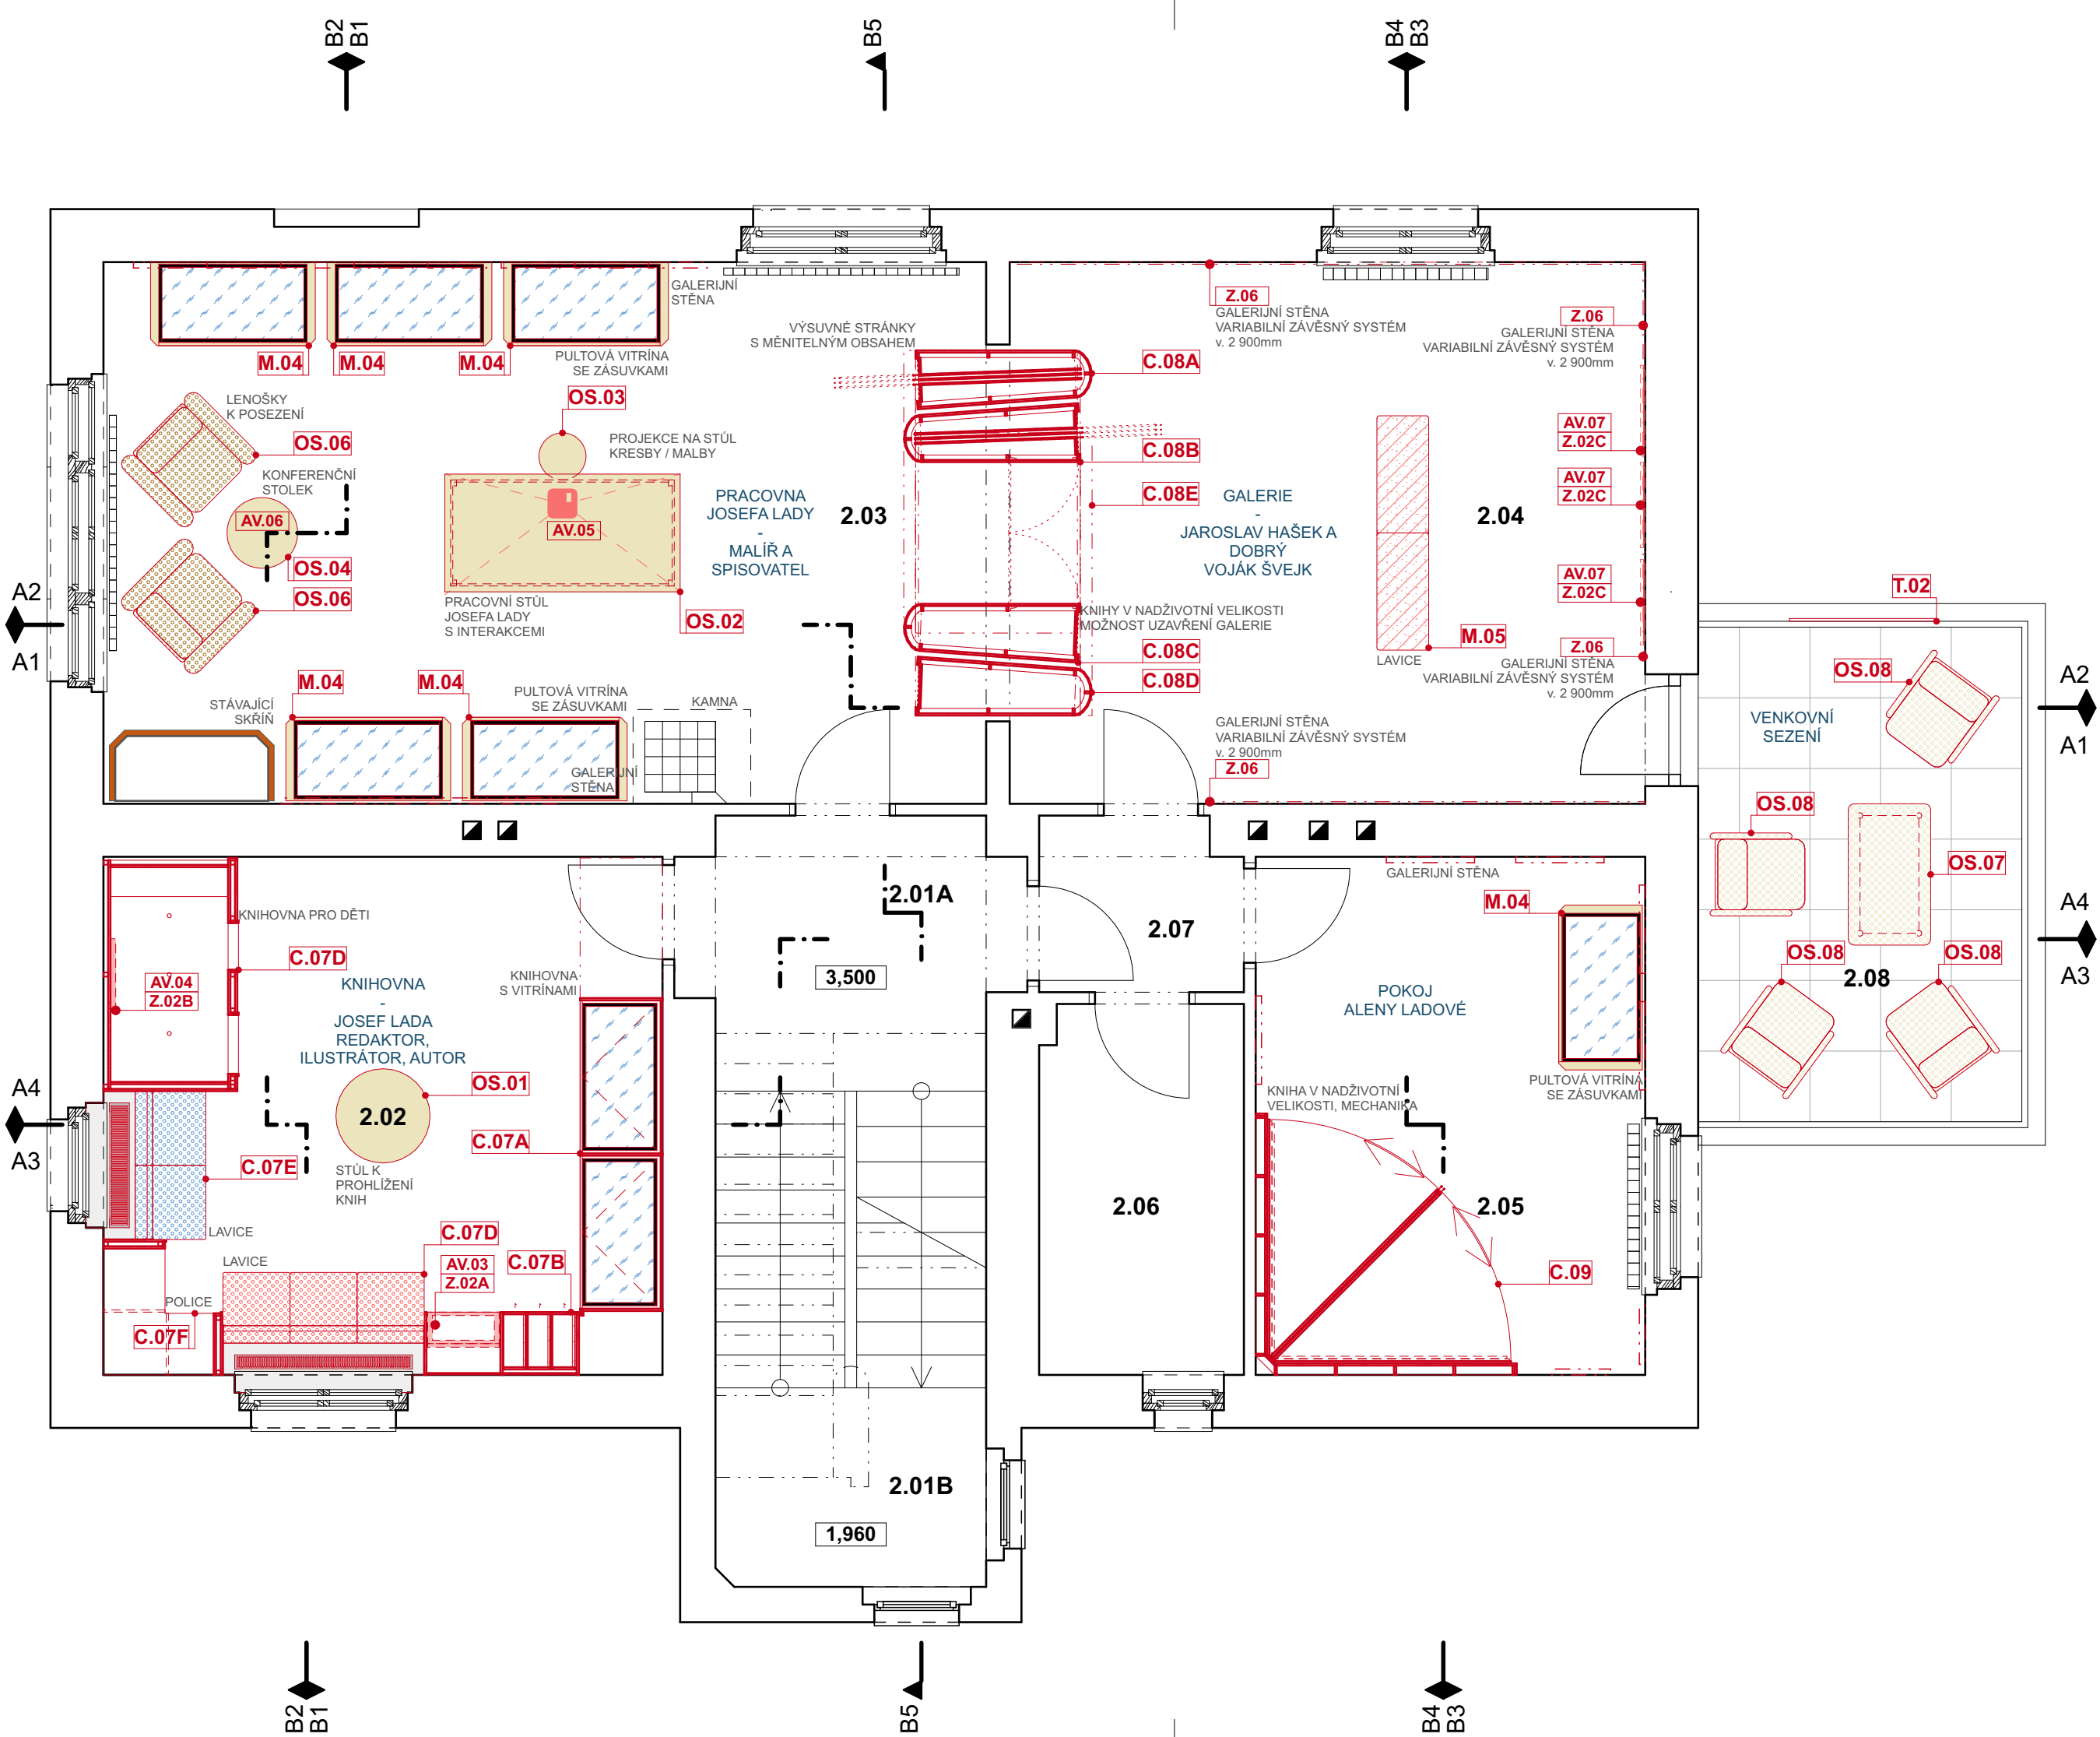 B2
B1
B5
B4
B3
GALERIJNÍ
STĚNA
M.04
M.04
M.04
PULTOVÁ VITRÍNA
SE ZÁSUVKAMI
VÝSUVNÉ STRÁNKY
S MĚNITELNÝM OBSAHEM
Z.06
GALERIJNÍ STĚNA
VARIABILNÍ ZÁVĚSNÝ SYSTÉM
v. 2 900mm
Z.06
GALERIJNÍ STĚNA
VARIABILNÍ ZÁVĚSNÝ SYSTÉM
v. 2 900mm
C.08A
LENOŠKY
K POSEZENÍ
OS.03
OS.06
PROJEKCE NA STŮL
KRESBY / MALBY
C.08B
AV.07
Z.02C
KONFERENČNÍ
STOLEK
AV.06
AV.05
PRACOVNA
JOSEFA LADY
-
MALÍŘ A
SPISOVATEL
2.03
C.08E
GALERIE
-
JAROSLAV HAŠEK A
DOBRÝ
VOJÁK ŠVEJK
2.04
AV.07
Z.02C
OS.04
OS.06
AV.07
Z.02C
T.02
A2
A1
PRACOVNÍ STŮL
JOSEFA LADY
S INTERAKCEMI
OS.02
KNIHY V NADŽIVOTNÍ VELIKOSTI
MOŽNOST UZAVŘENÍ GALERIE
C.08C
C.08D
M.05
LAVICE
Z.06
GALERIJNÍ STĚNA
VARIABILNÍ ZÁVĚSNÝ SYSTÉM
v. 2 900mm
OS.08
A2
A1
STÁVAJÍCÍ
SKŘÍŇ
M.04
M.04
PULTOVÁ VITRÍNA
SE ZÁSUVKAMI
KAMNA
GALERIJNÍ
STĚNA
GALERIJNÍ STĚNA
VARIABILNÍ ZÁVĚSNÝ SYSTÉM
v. 2 900mm
Z.06
VENKOVNÍ
SEZENÍ
OS.08
OS.07
KNIHOVNA PRO DĚTI
C.07D
AV.04
Z.02B
KNIHOVNA
-
JOSEF LADA
REDAKTOR,
ILUSTRÁTOR, AUTOR
KNIHOVNA
S VITRÍNAMI
2.01A
3,500
2.07
GALERIJNÍ STĚNA
M.04
POKOJ
ALENY LADOVÉ
OS.08
OS.08
2.08
A4
A3
A4
A3
OS.01
2.02
C.07A
STŮL K
PROHLÍŽENÍ
KNIH
C.07E
LAVICE
KNIHA V NADŽIVOTNÍ
VELIKOSTI, MECHANIKA
PULTOVÁ VITRÍNA
SE ZÁSUVKAMI
2.06
2.05
C.09
LAVICE
C.07D
AV.03
Z.02A
C.07B
POLICE
C.07F
2.01B
1,960
B2
B1
B5
B4
B3